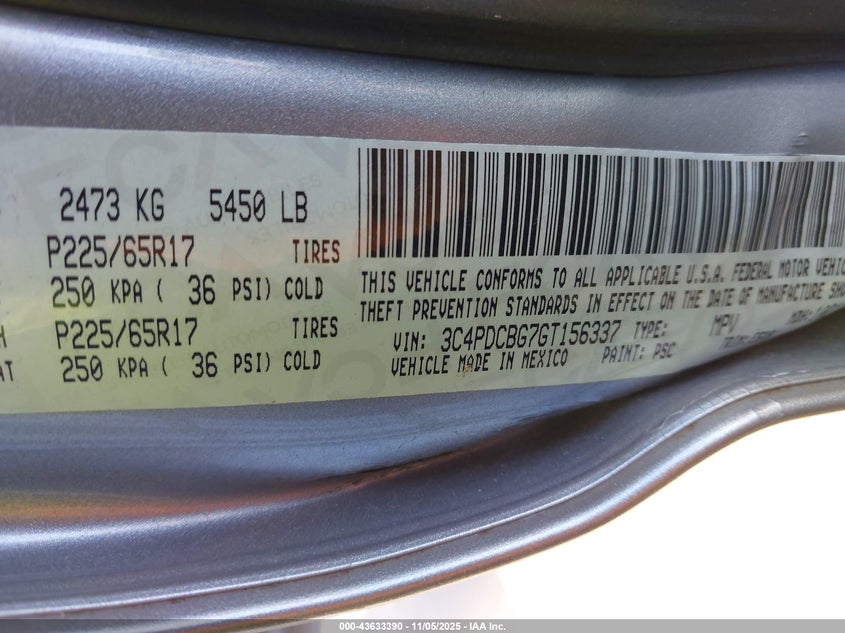 2473 KG 5450 LB
P225/65R17 TIRES
250 KPA ( 36 PSI) COLD
P225/65R17 TIRES
250 KPA ( 36 PSI) COLD
THIS VEHICLE CONFORMS TO ALL APPLICABLE U.S.A. FEDERAL MOTOR VEHIC
THEFT PREVENTION STANDARDS IN EFFECT ON THE DATE OF MANUFACTURE SHO
VIN: 3C4PDCBG7GT156337 TYPE: MPV
VEHICLE MADE IN MEXICO PAINT: PSC
000-43633390 - 11/05/2025 - IAA Inc.